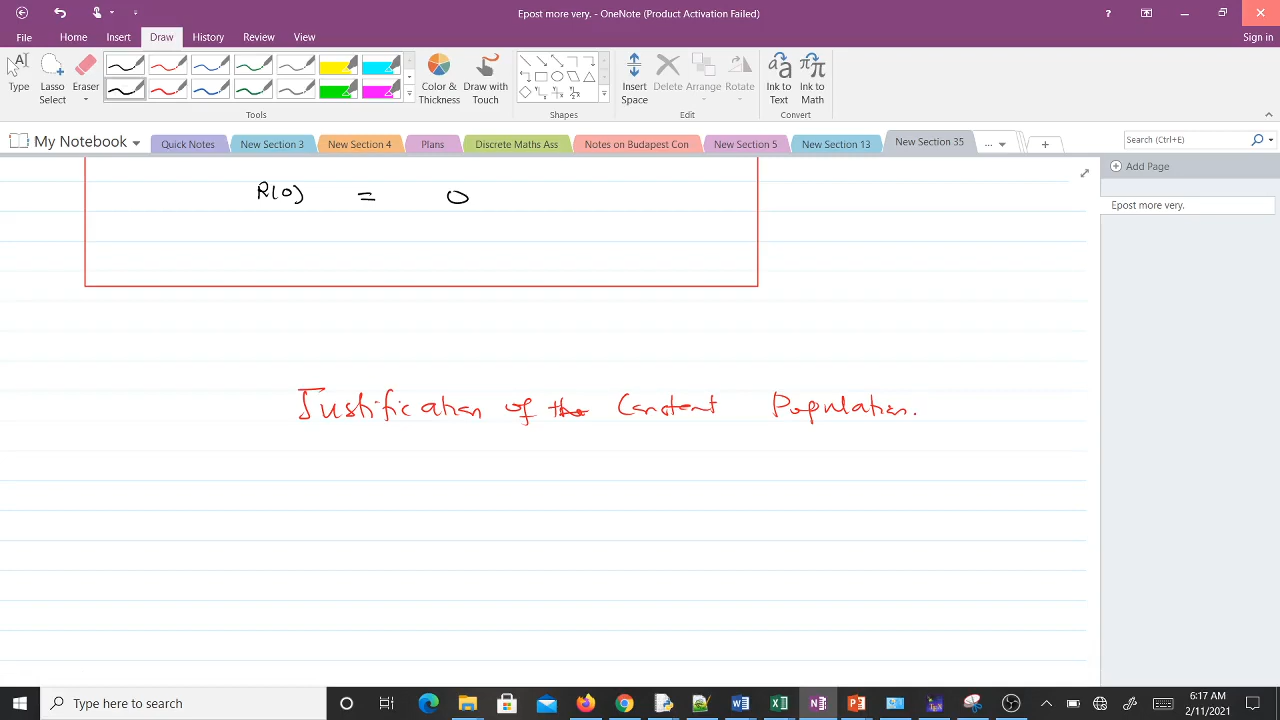 Epost more very. - OneNote (Product Activation Failed)
File Home Insert Draw History Review View Sign in
Type Lasso Select Eraser Color & Thickness Draw with Touch Insert Space Delete Arrange Rotate Ink to Text Ink to Math
Tools Shapes Edit Convert
My Notebook Quick Notes New Section 3 New Section 4 Plans Discrete Maths Ass Notes on Budapest Con New Section 5 New Section 13 New Section 35 ... Search (Ctrl+E)
Add Page
Epost more very.
R(0) = 0
Justification of the Constant Population.
Type here to search
6:17 AM
2/11/2021